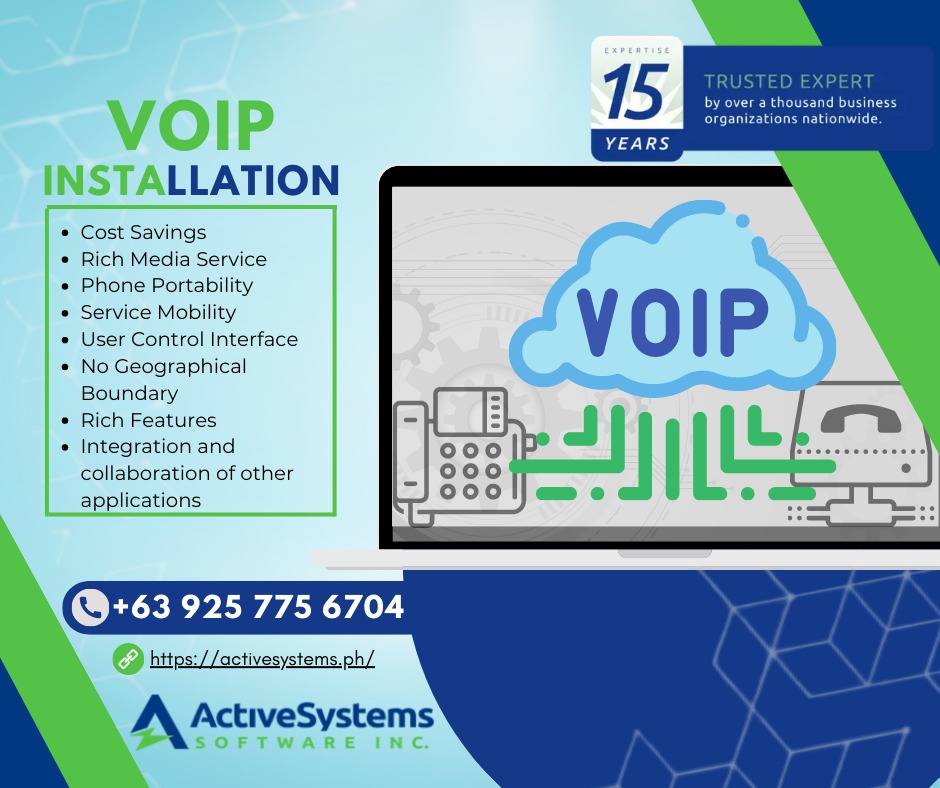 EXPERTISE
15
YEARS
TRUSTED EXPERT
by over a thousand business
organizations nationwide.
VOIP
INSTALLATION
• Cost Savings
• Rich Media Service
• Phone Portability
• Service Mobility
• User Control Interface
• No Geographical
Boundary
• Rich Features
• Integration and
collaboration of other
applications
VOIP
+63 925 775 6704
https://activesystems.ph/
ActiveSystems
SOFTWARE INC.